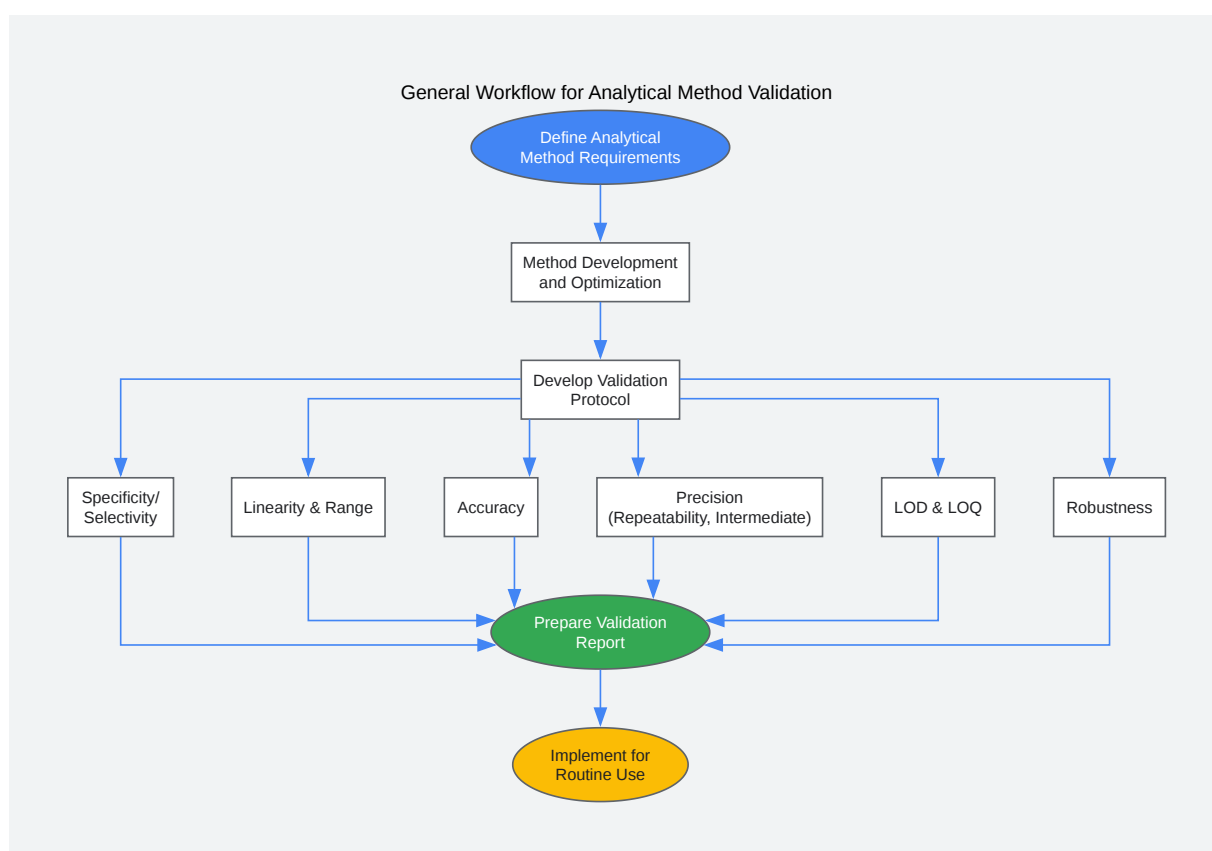 General Workflow for Analytical Method Validation
Define Analytical
Method Requirements
Method Development
and Optimization
Develop Validation
Protocol
Specificity/
Selectivity
Linearity & Range
Accuracy
Precision
(Repeatability, Intermediate)
LOD & LOQ
Robustness
Prepare Validation
Report
Implement for
Routine Use